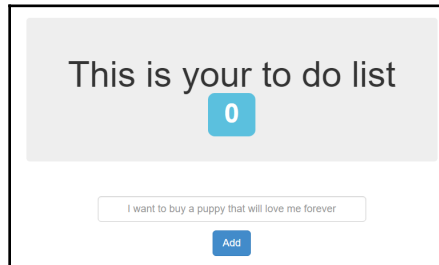 This is your to do list
0
I want to buy a puppy that will love me forever
Add